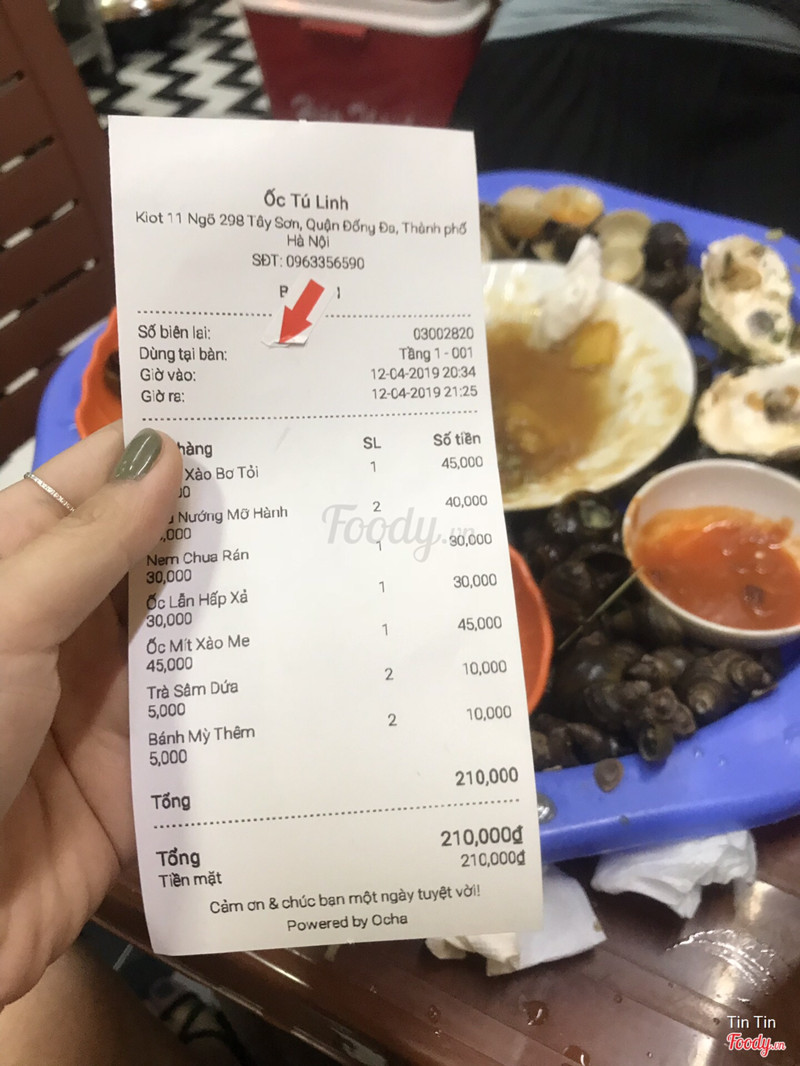 Ốc Tú Linh
Kiot 11 Ngõ 298 Tây Sơn, Quận Đống Đa, Thành phố
Hà Nội
SĐT: 0963356590
Số biên lai: 03002820
Dùng tại bàn: Tầng 1 - 001
Giờ vào: 12-04-2019 20:34
Giờ ra: 12-04-2019 21:25
hàng SL Số tiền
Xào Bơ Tỏi 1 45,000
Nướng Mỡ Hành 2 40,000
,000
Nem Chua Rán 1 30,000
30,000
Ốc Lẫn Hấp Xả 1 30,000
30,000
Ốc Mít Xào Me 1 45,000
45,000
Trà Sâm Dứa 2 10,000
5,000
Bánh Mỳ Thêm 2 10,000
5,000
Tổng 210,000
Tổng 210,000₫
Tiền mặt 210,000₫
Cảm ơn & chúc bạn một ngày tuyệt vời!
Powered by Ocha
Foody.vn
Tin Tin
Foody.vn